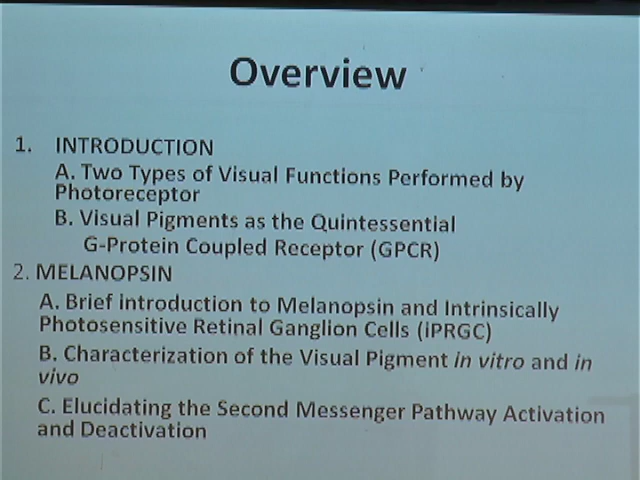 Overview
1. INTRODUCTION
A. Two Types of Visual Functions Performed by
Photoreceptor
B. Visual Pigments as the Quintessential
G-Protein Coupled Receptor (GPCR)
2. MELANOPSIN
A. Brief introduction to Melanopsin and Intrinsically
Photosensitive Retinal Ganglion Cells (iPRGC)
B. Characterization of the Visual Pigment in vitro and in
vivo
C. Elucidating the Second Messenger Pathway Activation
and Deactivation